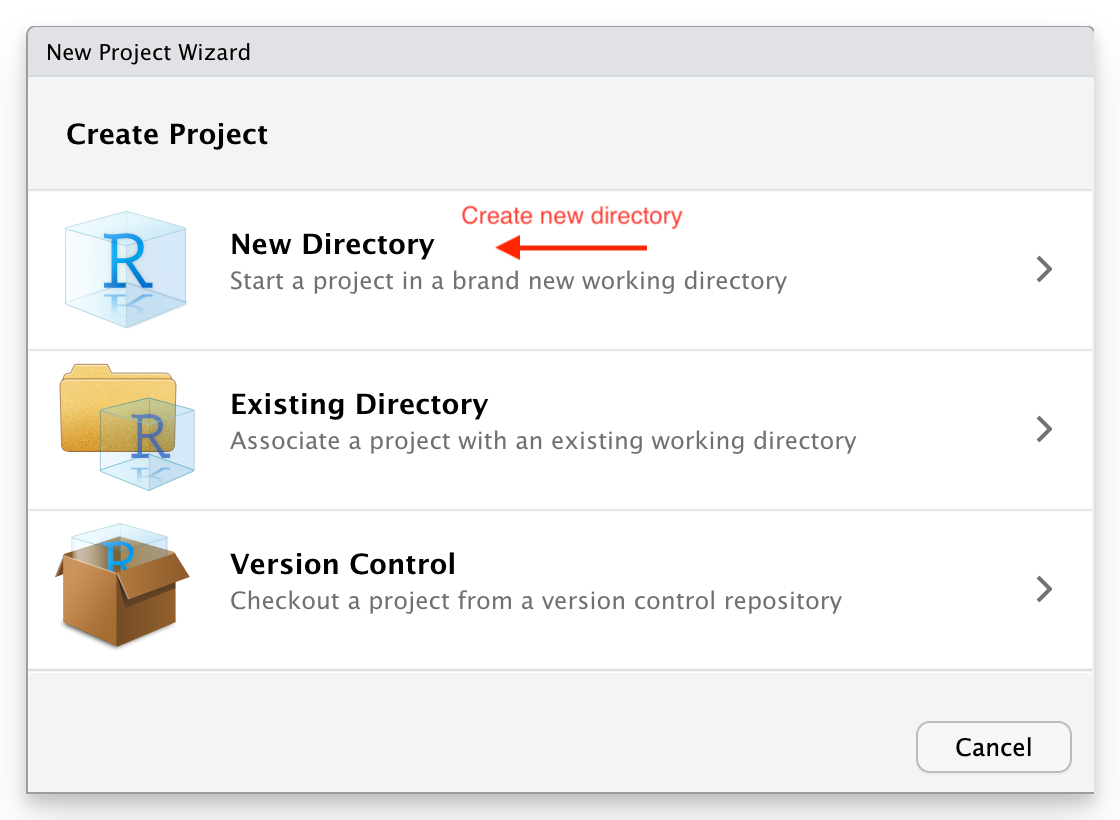 New Project Wizard
Create Project
R
Create new directory
New Directory
Start a project in a brand new working directory
R
Existing Directory
Associate a project with an existing working directory
R
Version Control
Checkout a project from a version control repository
Cancel